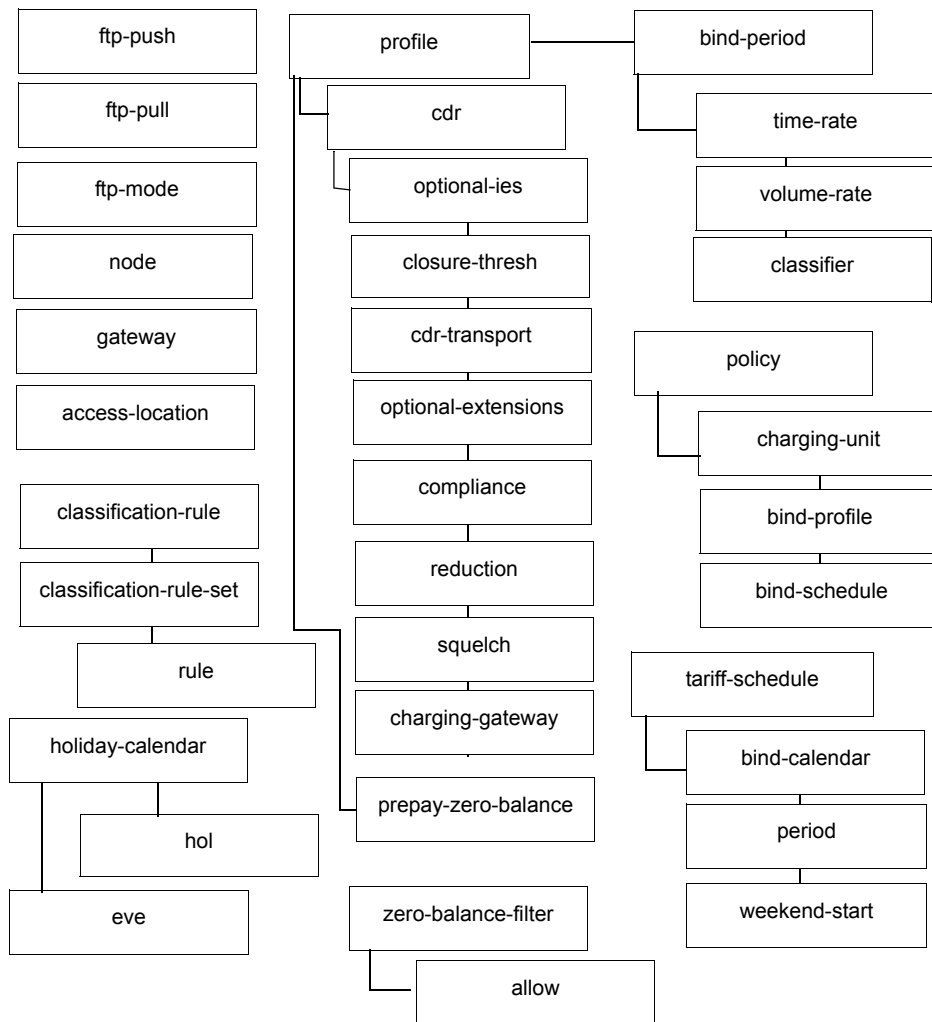 ftp-push
ftp-pull
ftp-mode
node
gateway
access-location
classification-rule
classification-rule-set
rule
holiday-calendar
hol
eve
profile
cdr
optional-ies
closure-thresh
cdr-transport
optional-extensions
compliance
reduction
squelch
charging-gateway
prepay-zero-balance
zero-balance-filter
allow
bind-period
time-rate
volume-rate
classifier
policy
charging-unit
bind-profile
bind-schedule
tariff-schedule
bind-calendar
period
weekend-start